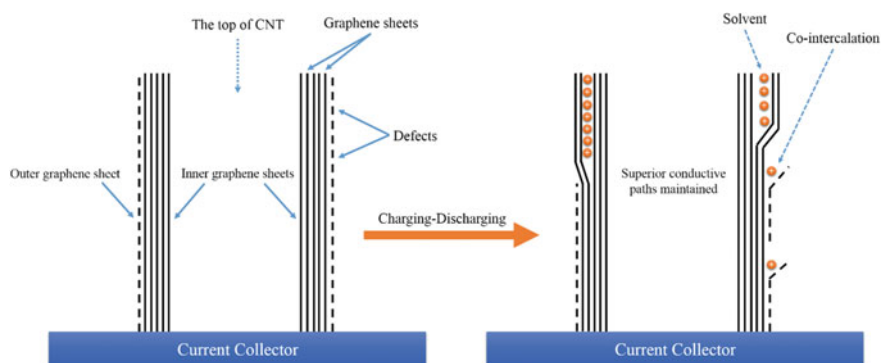 The top of CNT
Graphene sheets
Defects
Outer graphene sheet
Inner graphene sheets
Current Collector
Charging-Discharging
Solvent
Co-intercalation
Superior conductive
paths maintained
Current Collector